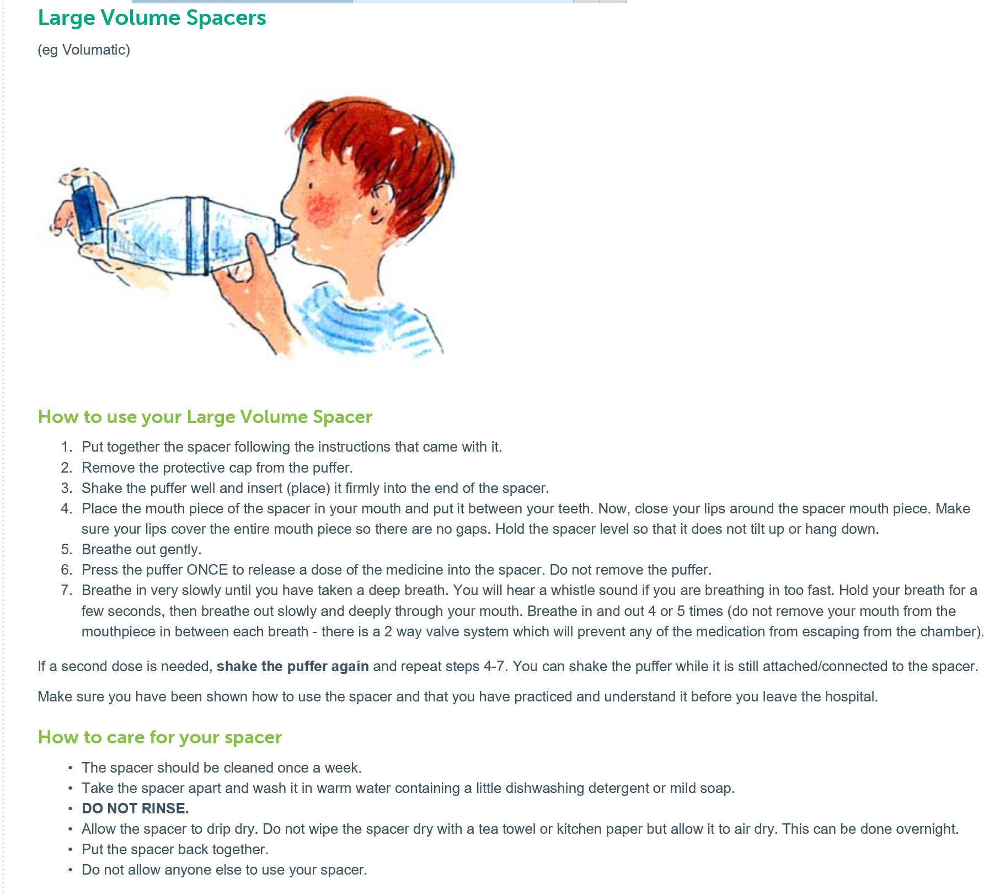 Large Volume Spacers
(eg Volumatic)
How to use your Large Volume Spacer
1. Put together the spacer following the instructions that came with it.
2. Remove the protective cap from the puffer.
3. Shake the puffer well and insert (place) it firmly into the end of the spacer.
4. Place the mouth piece of the spacer in your mouth and put it between your teeth. Now, close your lips around the spacer mouth piece. Make
sure your lips cover the entire mouth piece so there are no gaps. Hold the spacer level so that it does not tilt up or hang down.
5. Breathe out gently.
6. Press the puffer ONCE to release a dose of the medicine into the spacer. Do not remove the puffer.
7. Breathe in very slowly until you have taken a deep breath. You will hear a whistle sound if you are breathing in too fast. Hold your breath for a
few seconds, then breathe out slowly and deeply through your mouth. Breathe in and out 4 or 5 times (do not remove your mouth from the
mouthpiece in between each breath - there is a 2 way valve system which will prevent any of the medication from escaping from the chamber).
If a second dose is needed, shake the puffer again and repeat steps 4-7. You can shake the puffer while it is still attached/connected to the spacer.
Make sure you have been shown how to use the spacer and that you have practiced and understand it before you leave the hospital.
How to care for your spacer
• The spacer should be cleaned once a week.
• Take the spacer apart and wash it in warm water containing a little dishwashing detergent or mild soap.
• DO NOT RINSE.
• Allow the spacer to drip dry. Do not wipe the spacer dry with a tea towel or kitchen paper but allow it to air dry. This can be done overnight.
• Put the spacer back together.
• Do not allow anyone else to use your spacer.